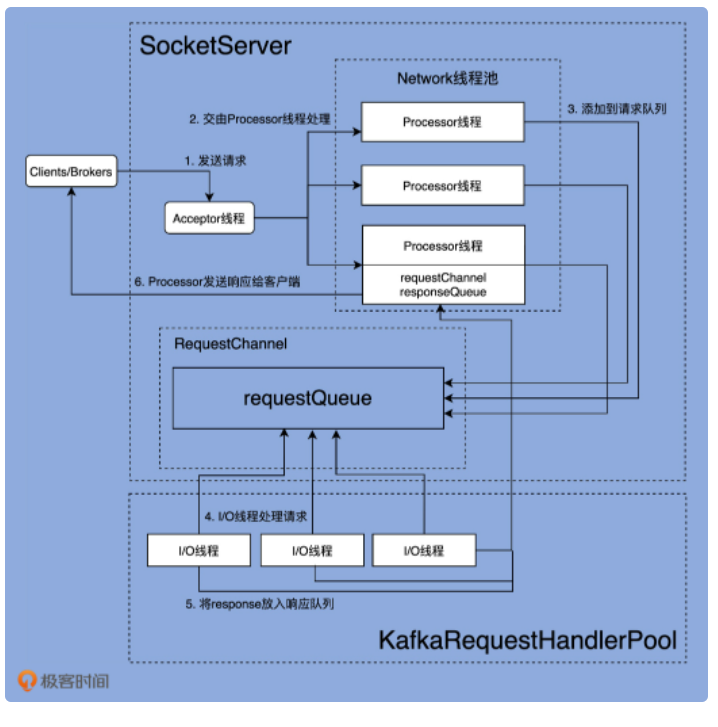 SocketServer
Network线程池
2. 交由Processor线程处理
3. 添加到请求队列
Processor线程
1. 发送请求
Clients/Brokers
Processor线程
Acceptor线程
Processor线程
6. Processor发送响应给客户端
requestChannel
responseQueue
RequestChannel
requestQueue
4. I/O线程处理请求
I/O线程
I/O线程
I/O线程
5. 将response放入响应队列
KafkaRequestHandlerPool
极客时间